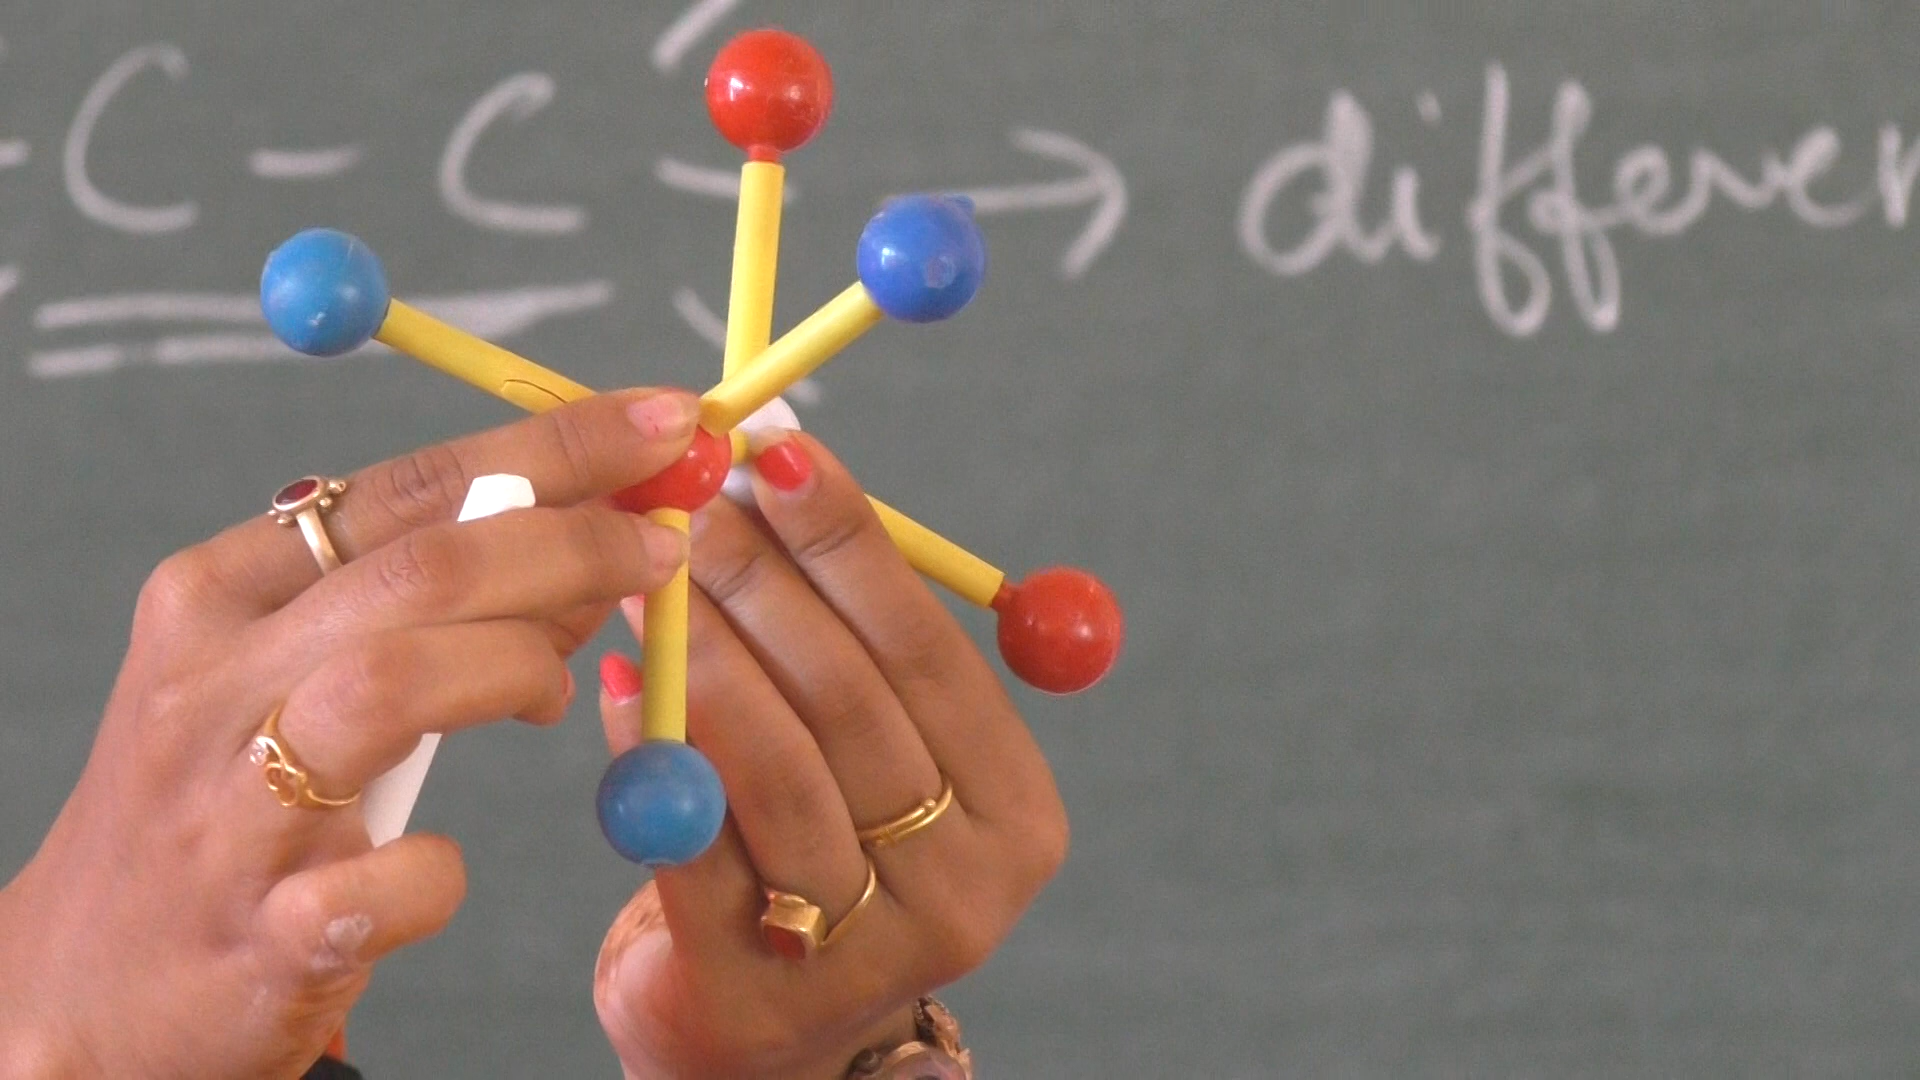 - C - C - → differen